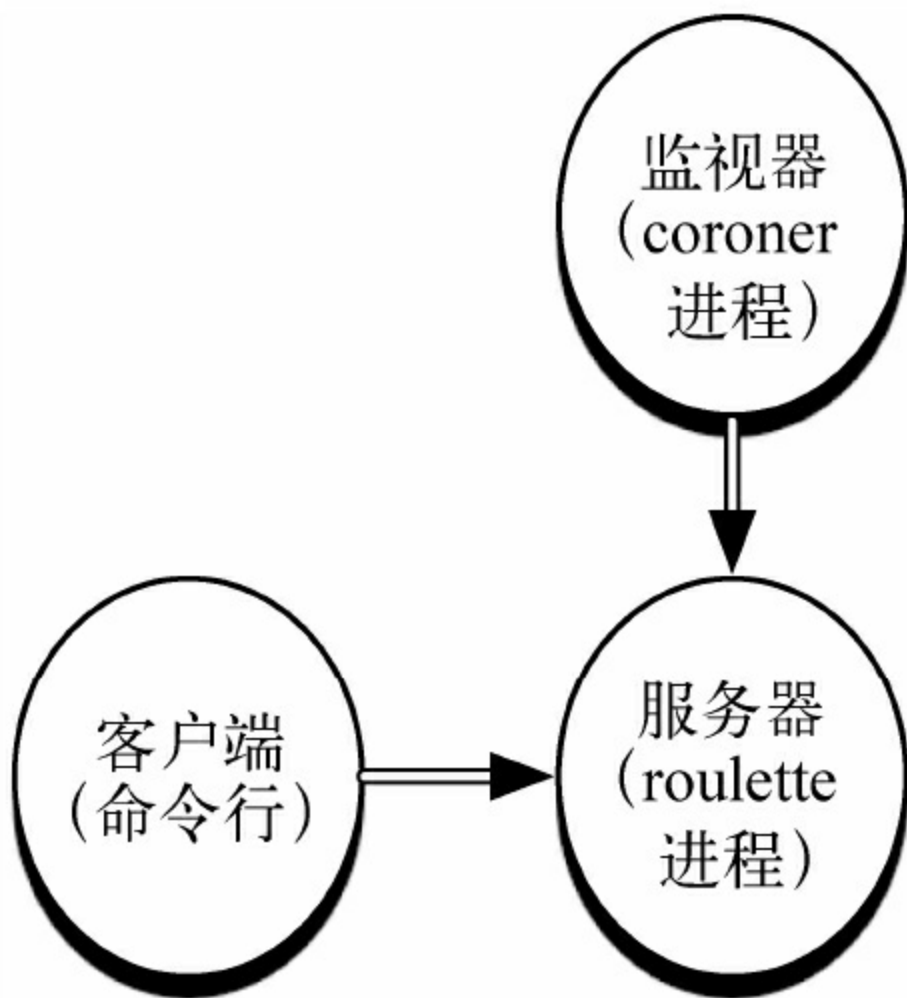 监视器
（coroner
进程）
客户端
（命令行）
服务器
（roulette
进程）